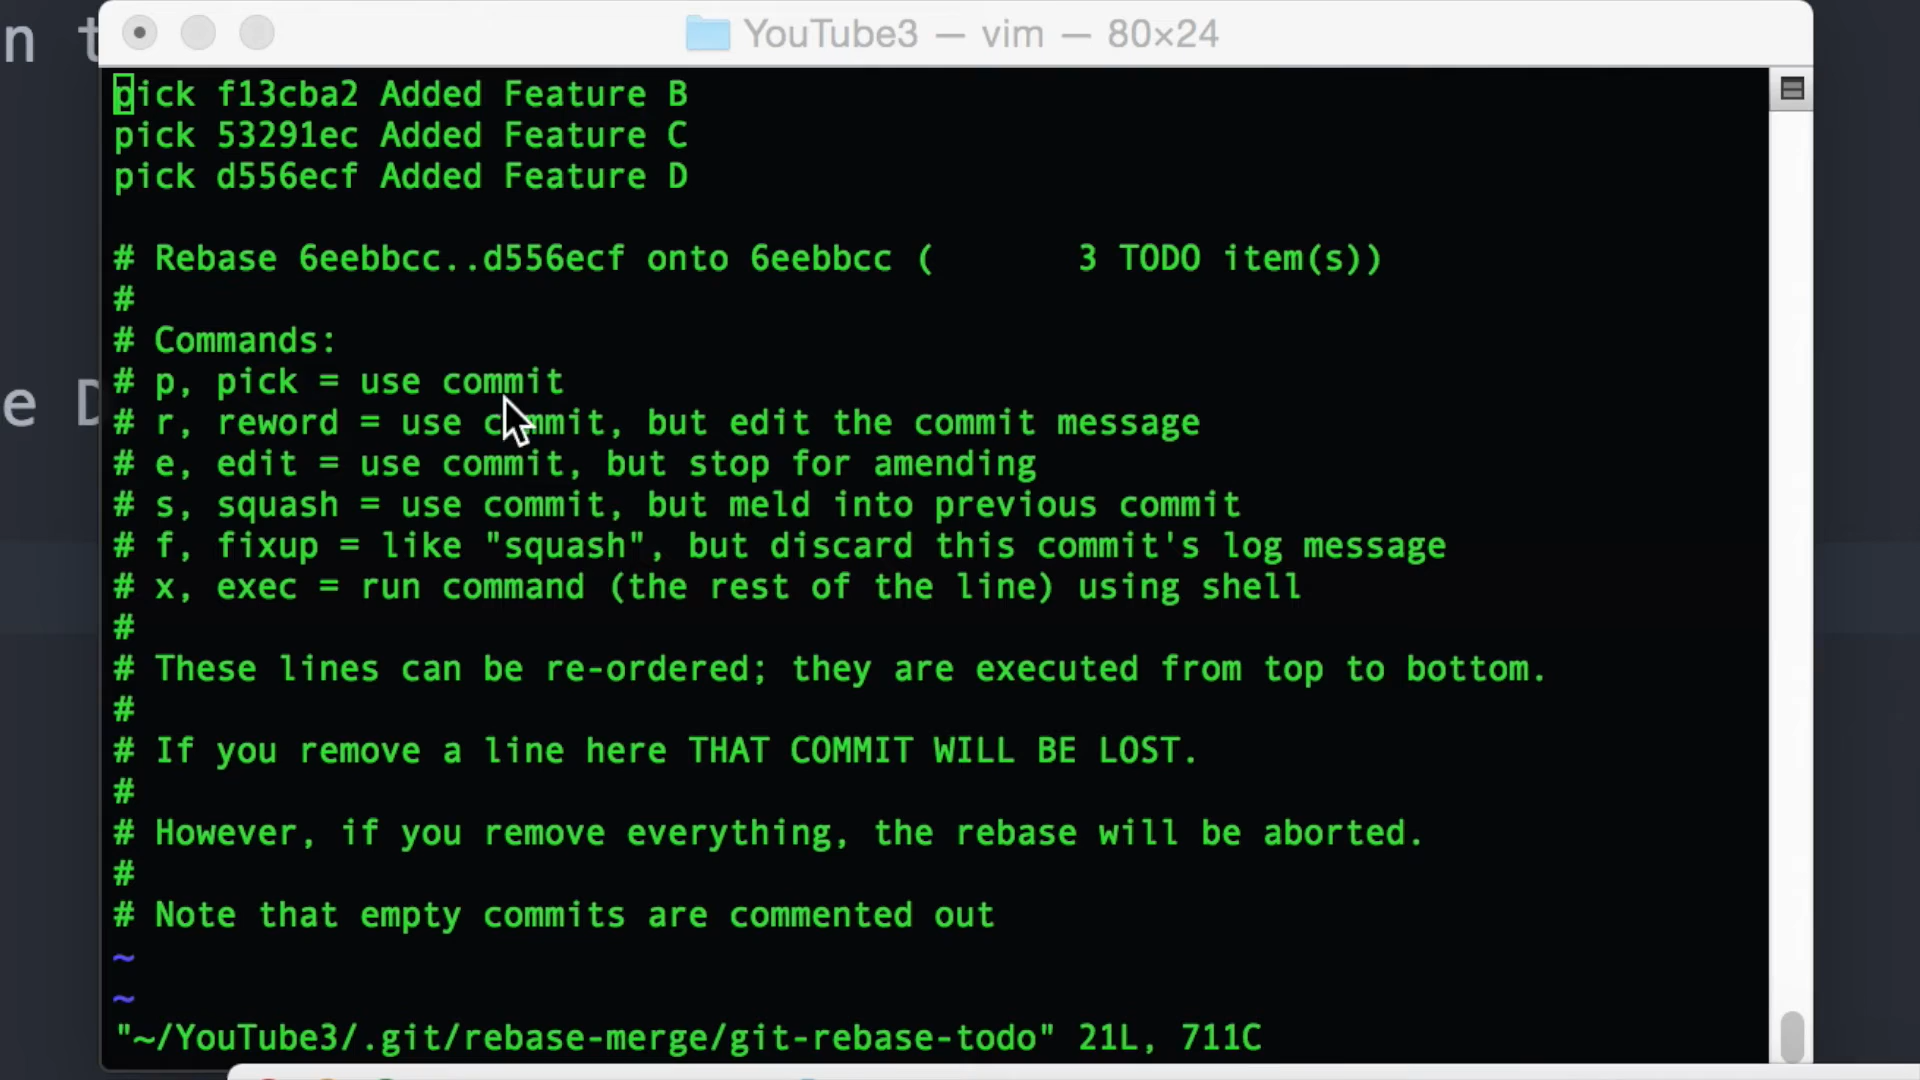 n t
YouTube3 — vim — 80×24
pick f13cba2 Added Feature B
pick 53291ec Added Feature C
pick d556ecf Added Feature D
# Rebase 6eebbcc..d556ecf onto 6eebbcc (       3 TODO item(s))
#
# Commands:
# p, pick = use commit
e D
# r, reword = use commit, but edit the commit message
# e, edit = use commit, but stop for amending
# s, squash = use commit, but meld into previous commit
# f, fixup = like "squash", but discard this commit's log message
# x, exec = run command (the rest of the line) using shell
#
# These lines can be re-ordered; they are executed from top to bottom.
#
# If you remove a line here THAT COMMIT WILL BE LOST.
#
# However, if you remove everything, the rebase will be aborted.
#
# Note that empty commits are commented out
~
~
"~/YouTube3/.git/rebase-merge/git-rebase-todo" 21L, 711C